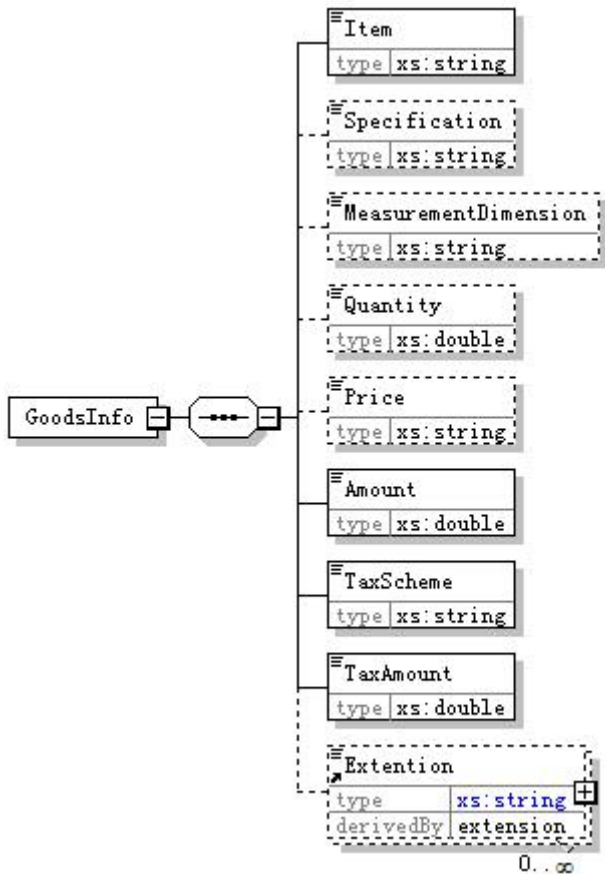 Item
type xs:string
Specification
type xs:string
MeasurementDimension
type xs:string
Quantity
type xs:double
GoodsInfo
Price
type xs:string
Amount
type xs:double
TaxScheme
type xs:string
TaxAmount
type xs:double
Extention
type xs:string
derivedBy extension
0..∞